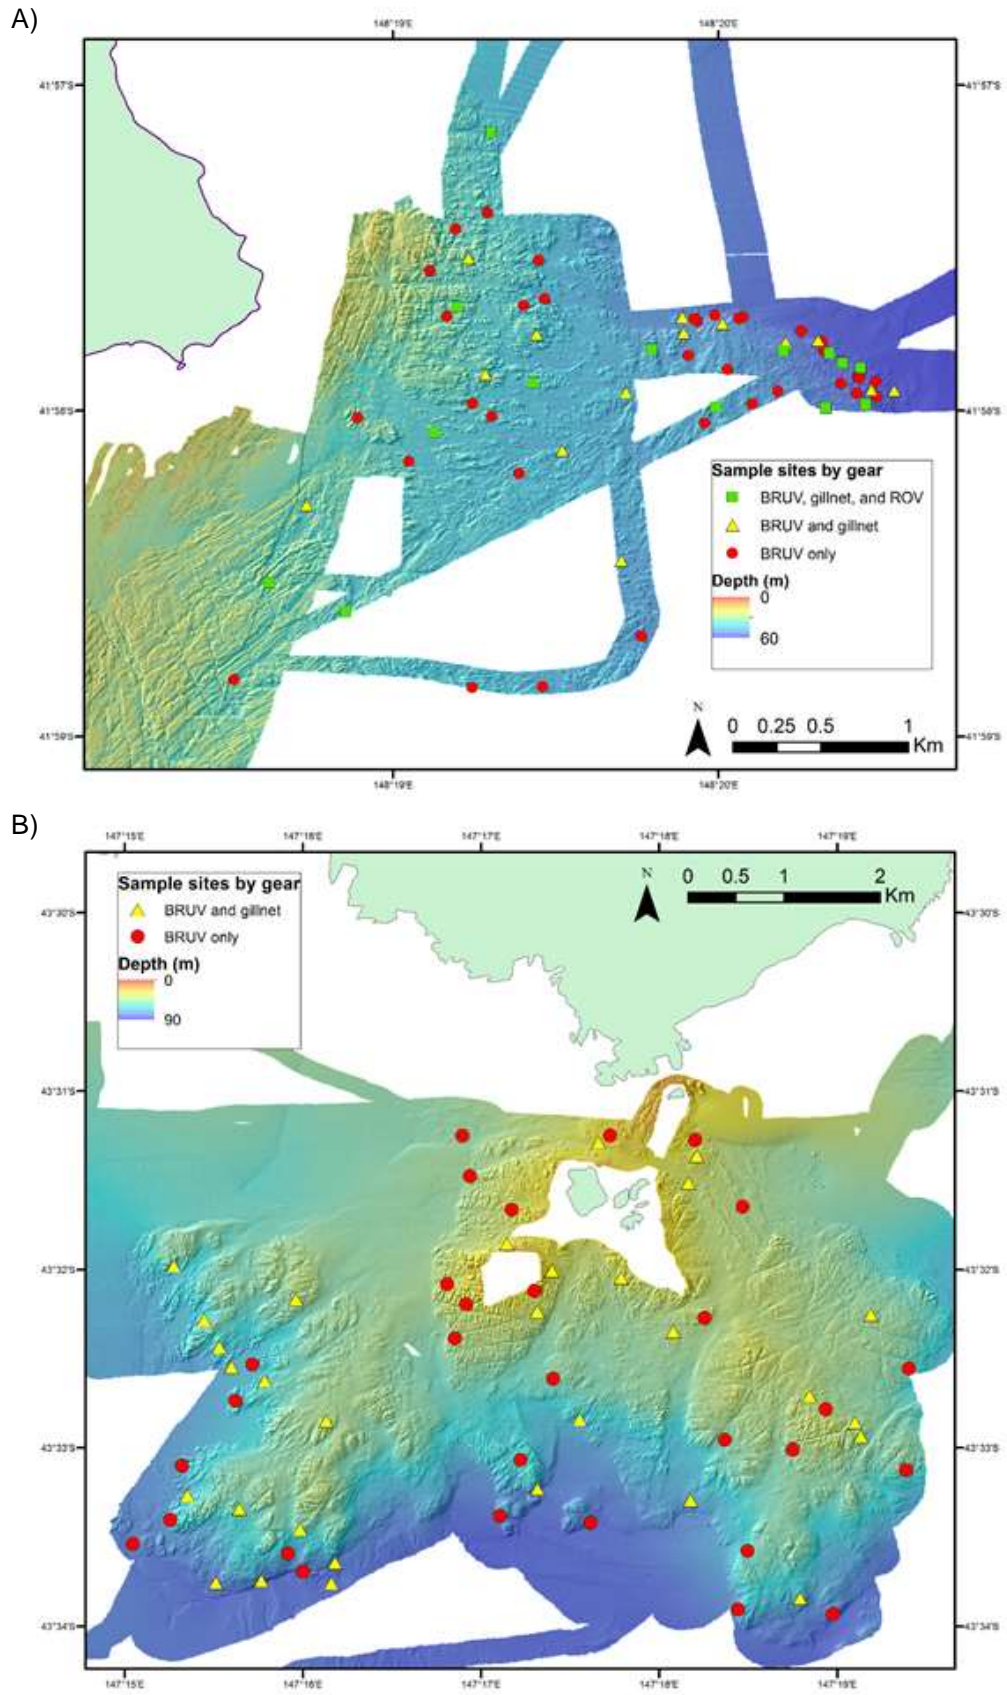 A)
148°19'E 148°20'E
41°57'S 41°57'S
41°58'S 41°58'S
Sample sites by gear
BRUV, gillnet, and ROV
BRUV and gillnet
BRUV only
Depth (m)
0
60
N
0 0.25 0.5 1
Km
41°59'S 41°59'S
148°19'E 148°20'E
B)
147°15'E 147°16'E 147°17'E 147°18'E 147°19'E
Sample sites by gear
BRUV and gillnet
BRUV only
Depth (m)
0
90
N
0 0.5 1 2
Km
43°30'S 43°30'S
43°31'S 43°31'S
43°32'S 43°32'S
43°33'S 43°33'S
43°34'S 43°34'S
147°15'E 147°16'E 147°17'E 147°18'E 147°19'E